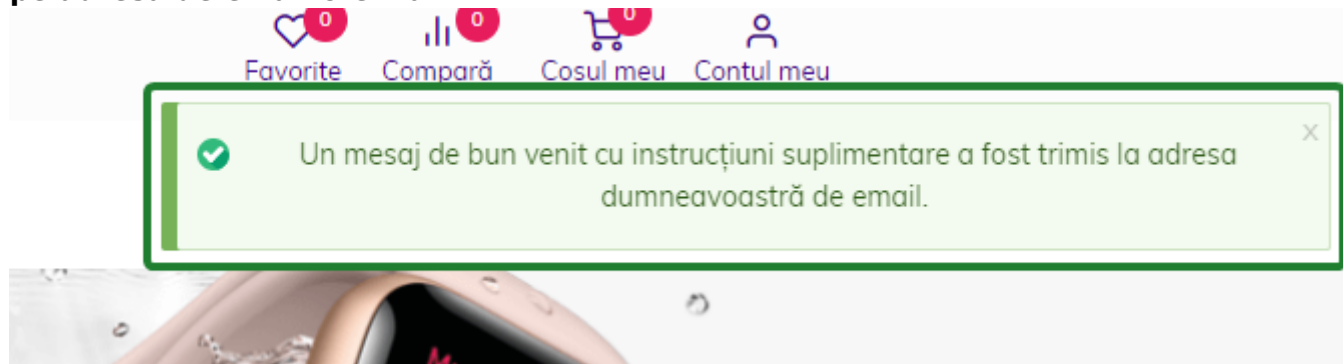 0 0 0
Favorite Compară Cosul meu Contul meu
Un mesaj de bun venit cu instrucțiuni suplimentare a fost trimis la adresa
dumneavoastră de email.
x